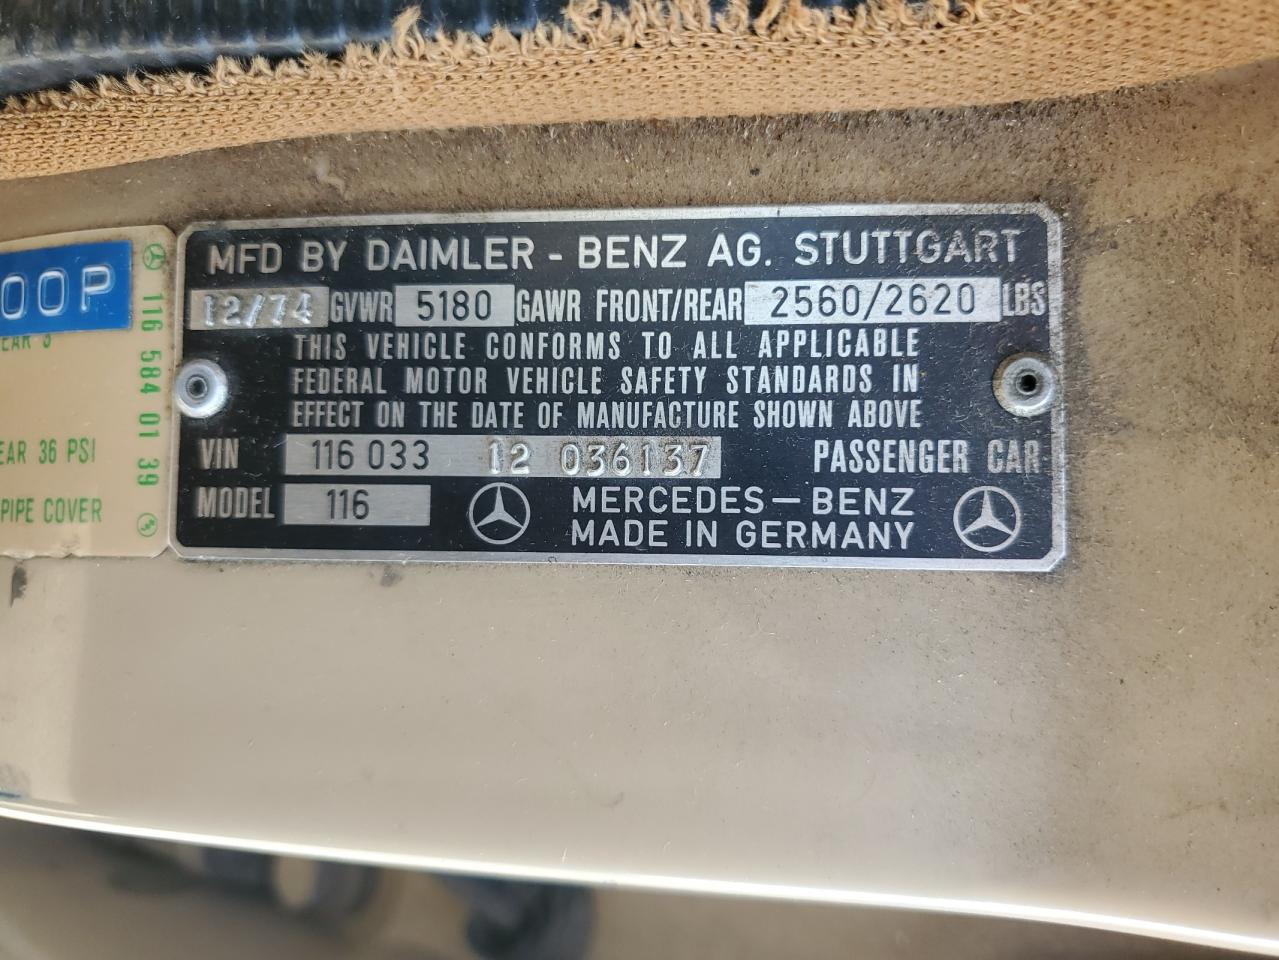 MFD BY DAIMLER - BENZ AG. STUTTGART
12/74 GVWR 5180 GAWR FRONT/REAR 2560/2620 LBS
THIS VEHICLE CONFORMS TO ALL APPLICABLE
FEDERAL MOTOR VEHICLE SAFETY STANDARDS IN
EFFECT ON THE DATE OF MANUFACTURE SHOWN ABOVE
VIN 116 033 12 036137 PASSENGER CAR
MODEL 116 MERCEDES-BENZ
MADE IN GERMANY
00P
EAR 36 PSI
PIPE COVER
116 584 01 39